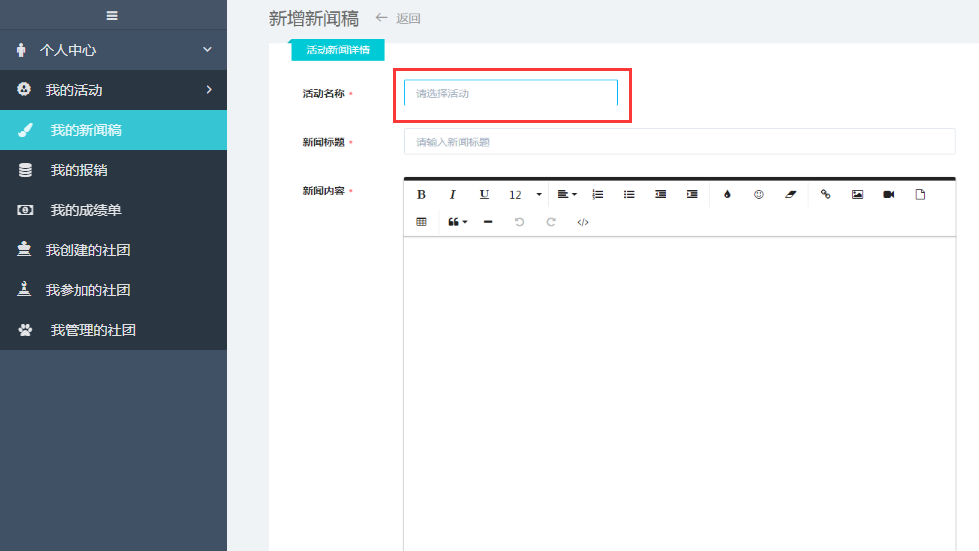 新增新闻稿 返回
个人中心
我的活动
我的新闻稿
我的报销
我的成绩单
我创建的社团
我参加的社团
我管理的社团
活动新闻详情
活动名称 *
请选择活动
新闻标题 *
请输入新闻标题
新闻内容 *
B I U 12